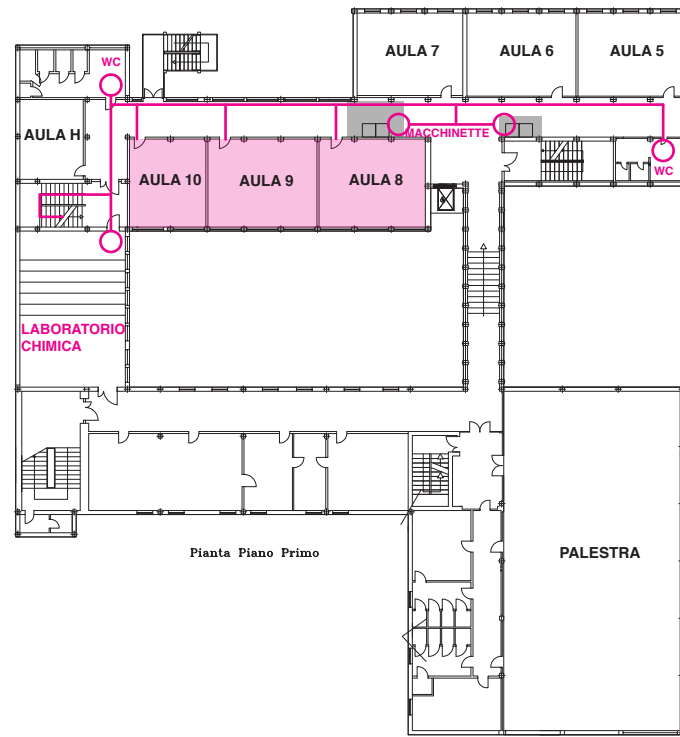 AULA 7
AULA 6
AULA 5
WC
AULA H
MACCHINETTE
WC
AULA 10
AULA 9
AULA 8
LABORATORIO
CHIMICA
Pianta Piano Primo
PALESTRA